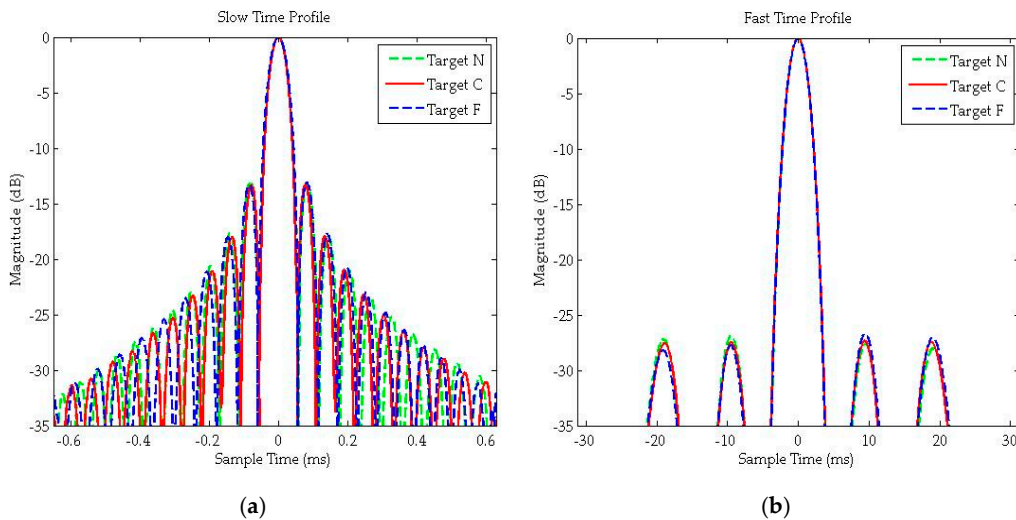 Slow Time Profile
0
-5
-10
-15
-20
-25
-30
-35
Magnitude (dB)
Target N
Target C
Target F
-0.6
-0.4
-0.2
0
0.2
0.4
0.6
Sample Time (ms)
(a)
Fast Time Profile
0
-5
-10
-15
-20
-25
-30
-35
Magnitude (dB)
Target N
Target C
Target F
-30
-20
-10
0
10
20
30
Sample Time (ms)
(b)